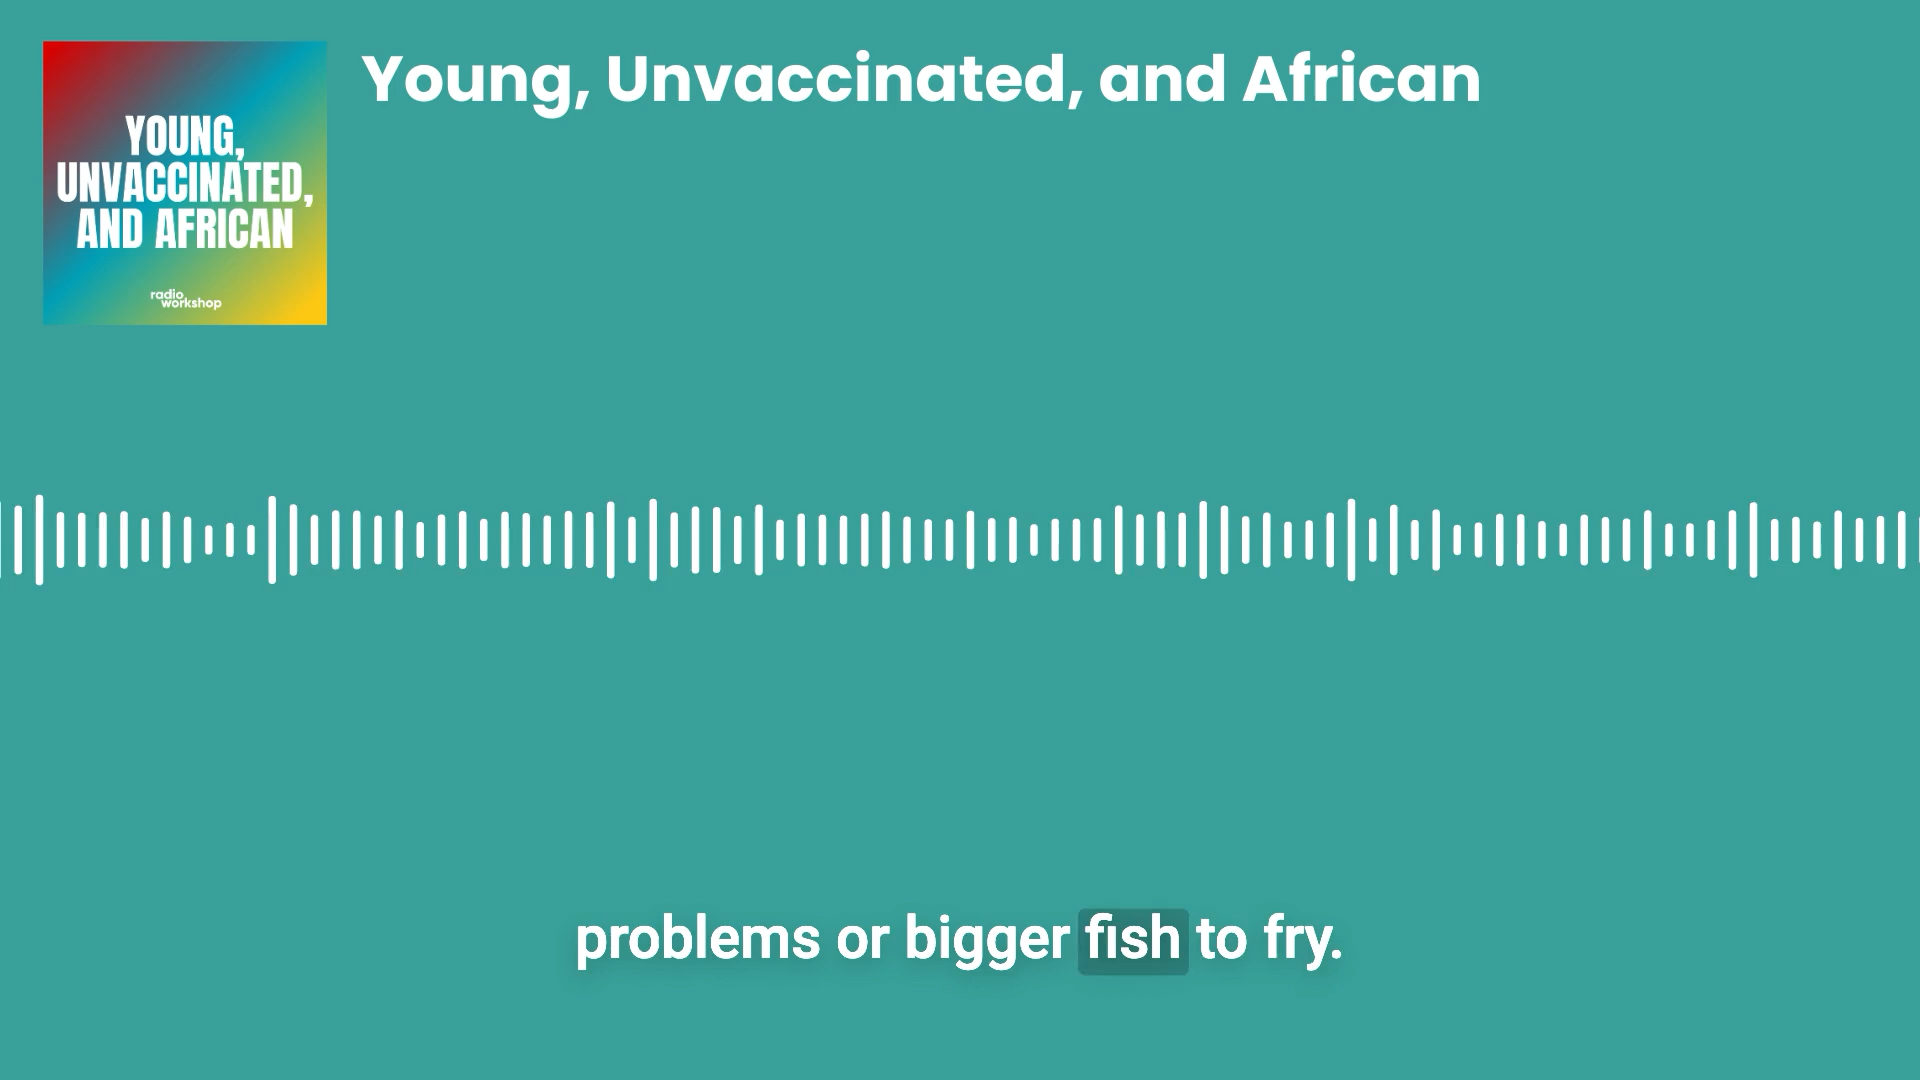 YOUNG,
UNVACCINATED,
AND AFRICAN
radio
workshop
Young, Unvaccinated, and African
problems or bigger fish to fry.